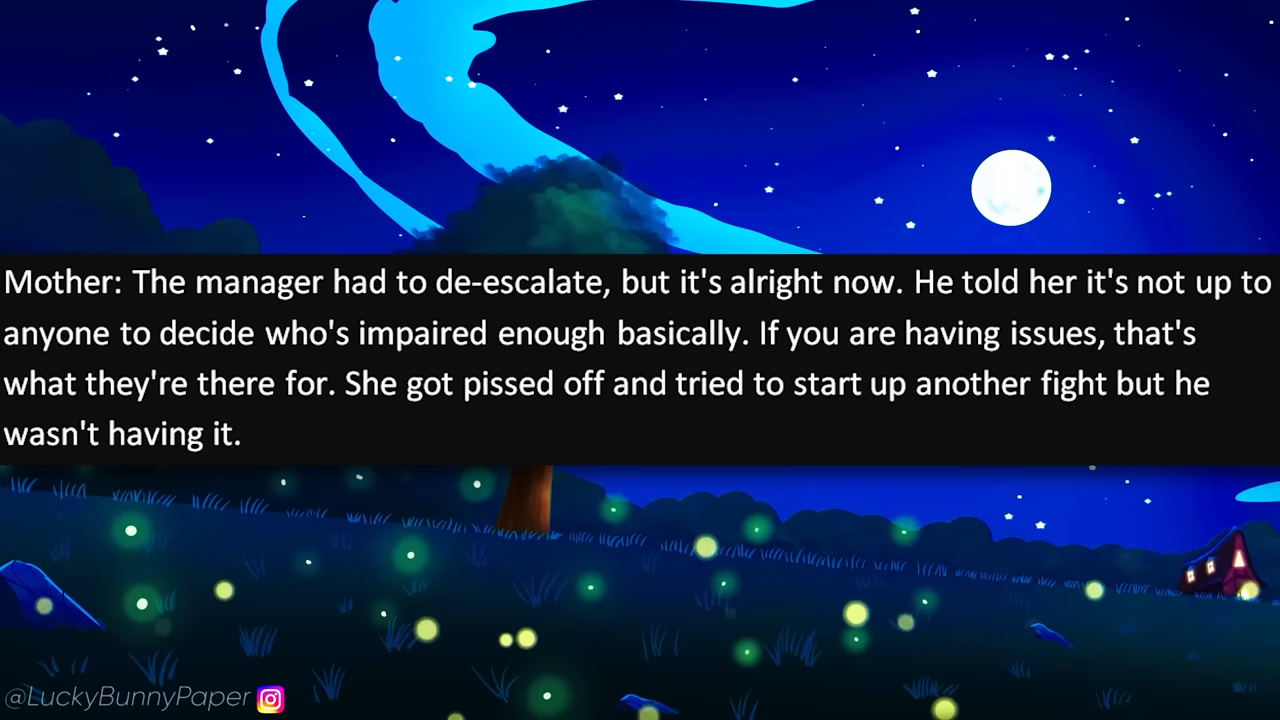 Mother: The manager had to de-escalate, but it's alright now. He told her it's not up to
anyone to decide who's impaired enough basically. If you are having issues, that's
what they're there for. She got pissed off and tried to start up another fight but he
wasn't having it.
@LuckyBunnyPaper